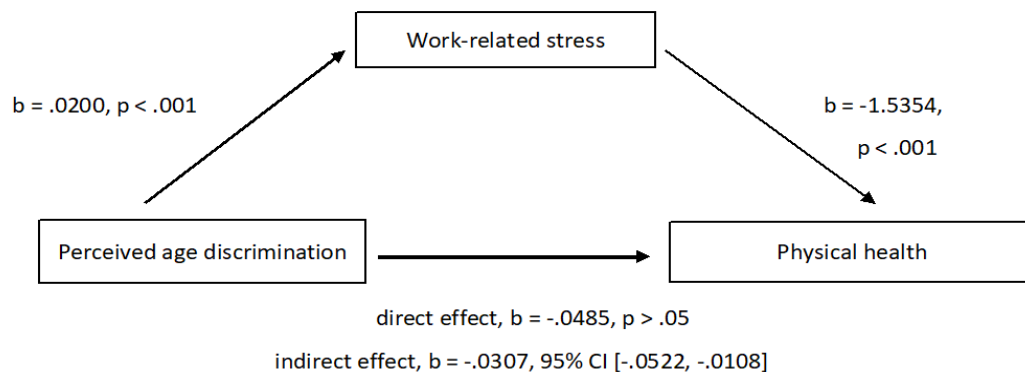 Work-related stress
b = .0200, p < .001
b = -1.5354,
p < .001
Perceived age discrimination
Physical health
direct effect, b = -.0485, p > .05
indirect effect, b = -.0307, 95% CI [-.0522, -.0108]